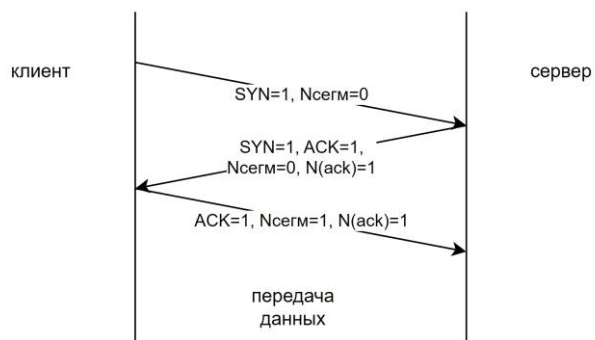 клиент
сервер
SYN=1, Nсегм=0
SYN=1, ACK=1,
Nсегм=0, N(ack)=1
ACK=1, Nсегм=1, N(ack)=1
передача
данных